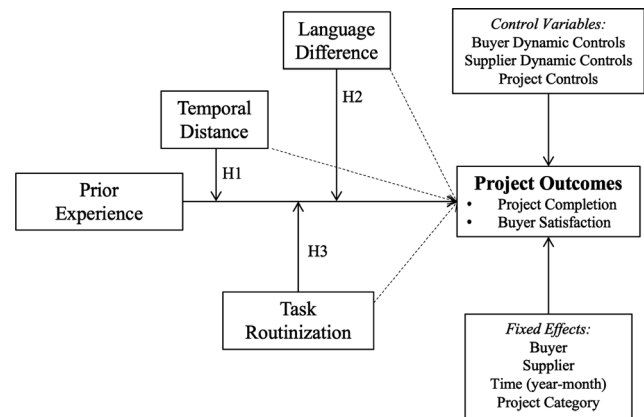 Language
Difference
Control Variables:
Buyer Dynamic Controls
Supplier Dynamic Controls
Project Controls
H2
Temporal
Distance
H1
Prior
Experience
Project Outcomes
• Project Completion
• Buyer Satisfaction
H3
Task
Routinization
Fixed Effects:
Buyer
Supplier
Time (year-month)
Project Category